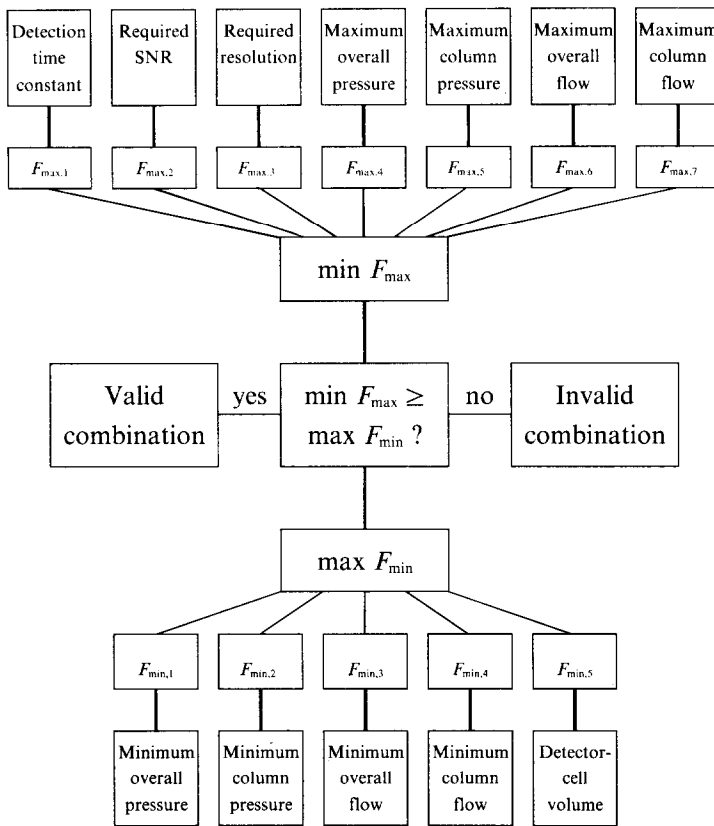 Detection
time
constant
Required
SNR
Required
resolution
Maximum
overall
pressure
Maximum
column
pressure
Maximum
overall
flow
Maximum
column
flow
Fmax,1
Fmax,2
Fmax,3
Fmax,4
Fmax,5
Fmax,6
Fmax,7
min Fmax
Valid
combination
yes
min Fmax ≥
max Fmin ?
no
Invalid
combination
max Fmin
Fmin,1
Fmin,2
Fmin,3
Fmin,4
Fmin,5
Minimum
overall
pressure
Minimum
column
pressure
Minimum
overall
flow
Minimum
column
flow
Detector-
cell
volume